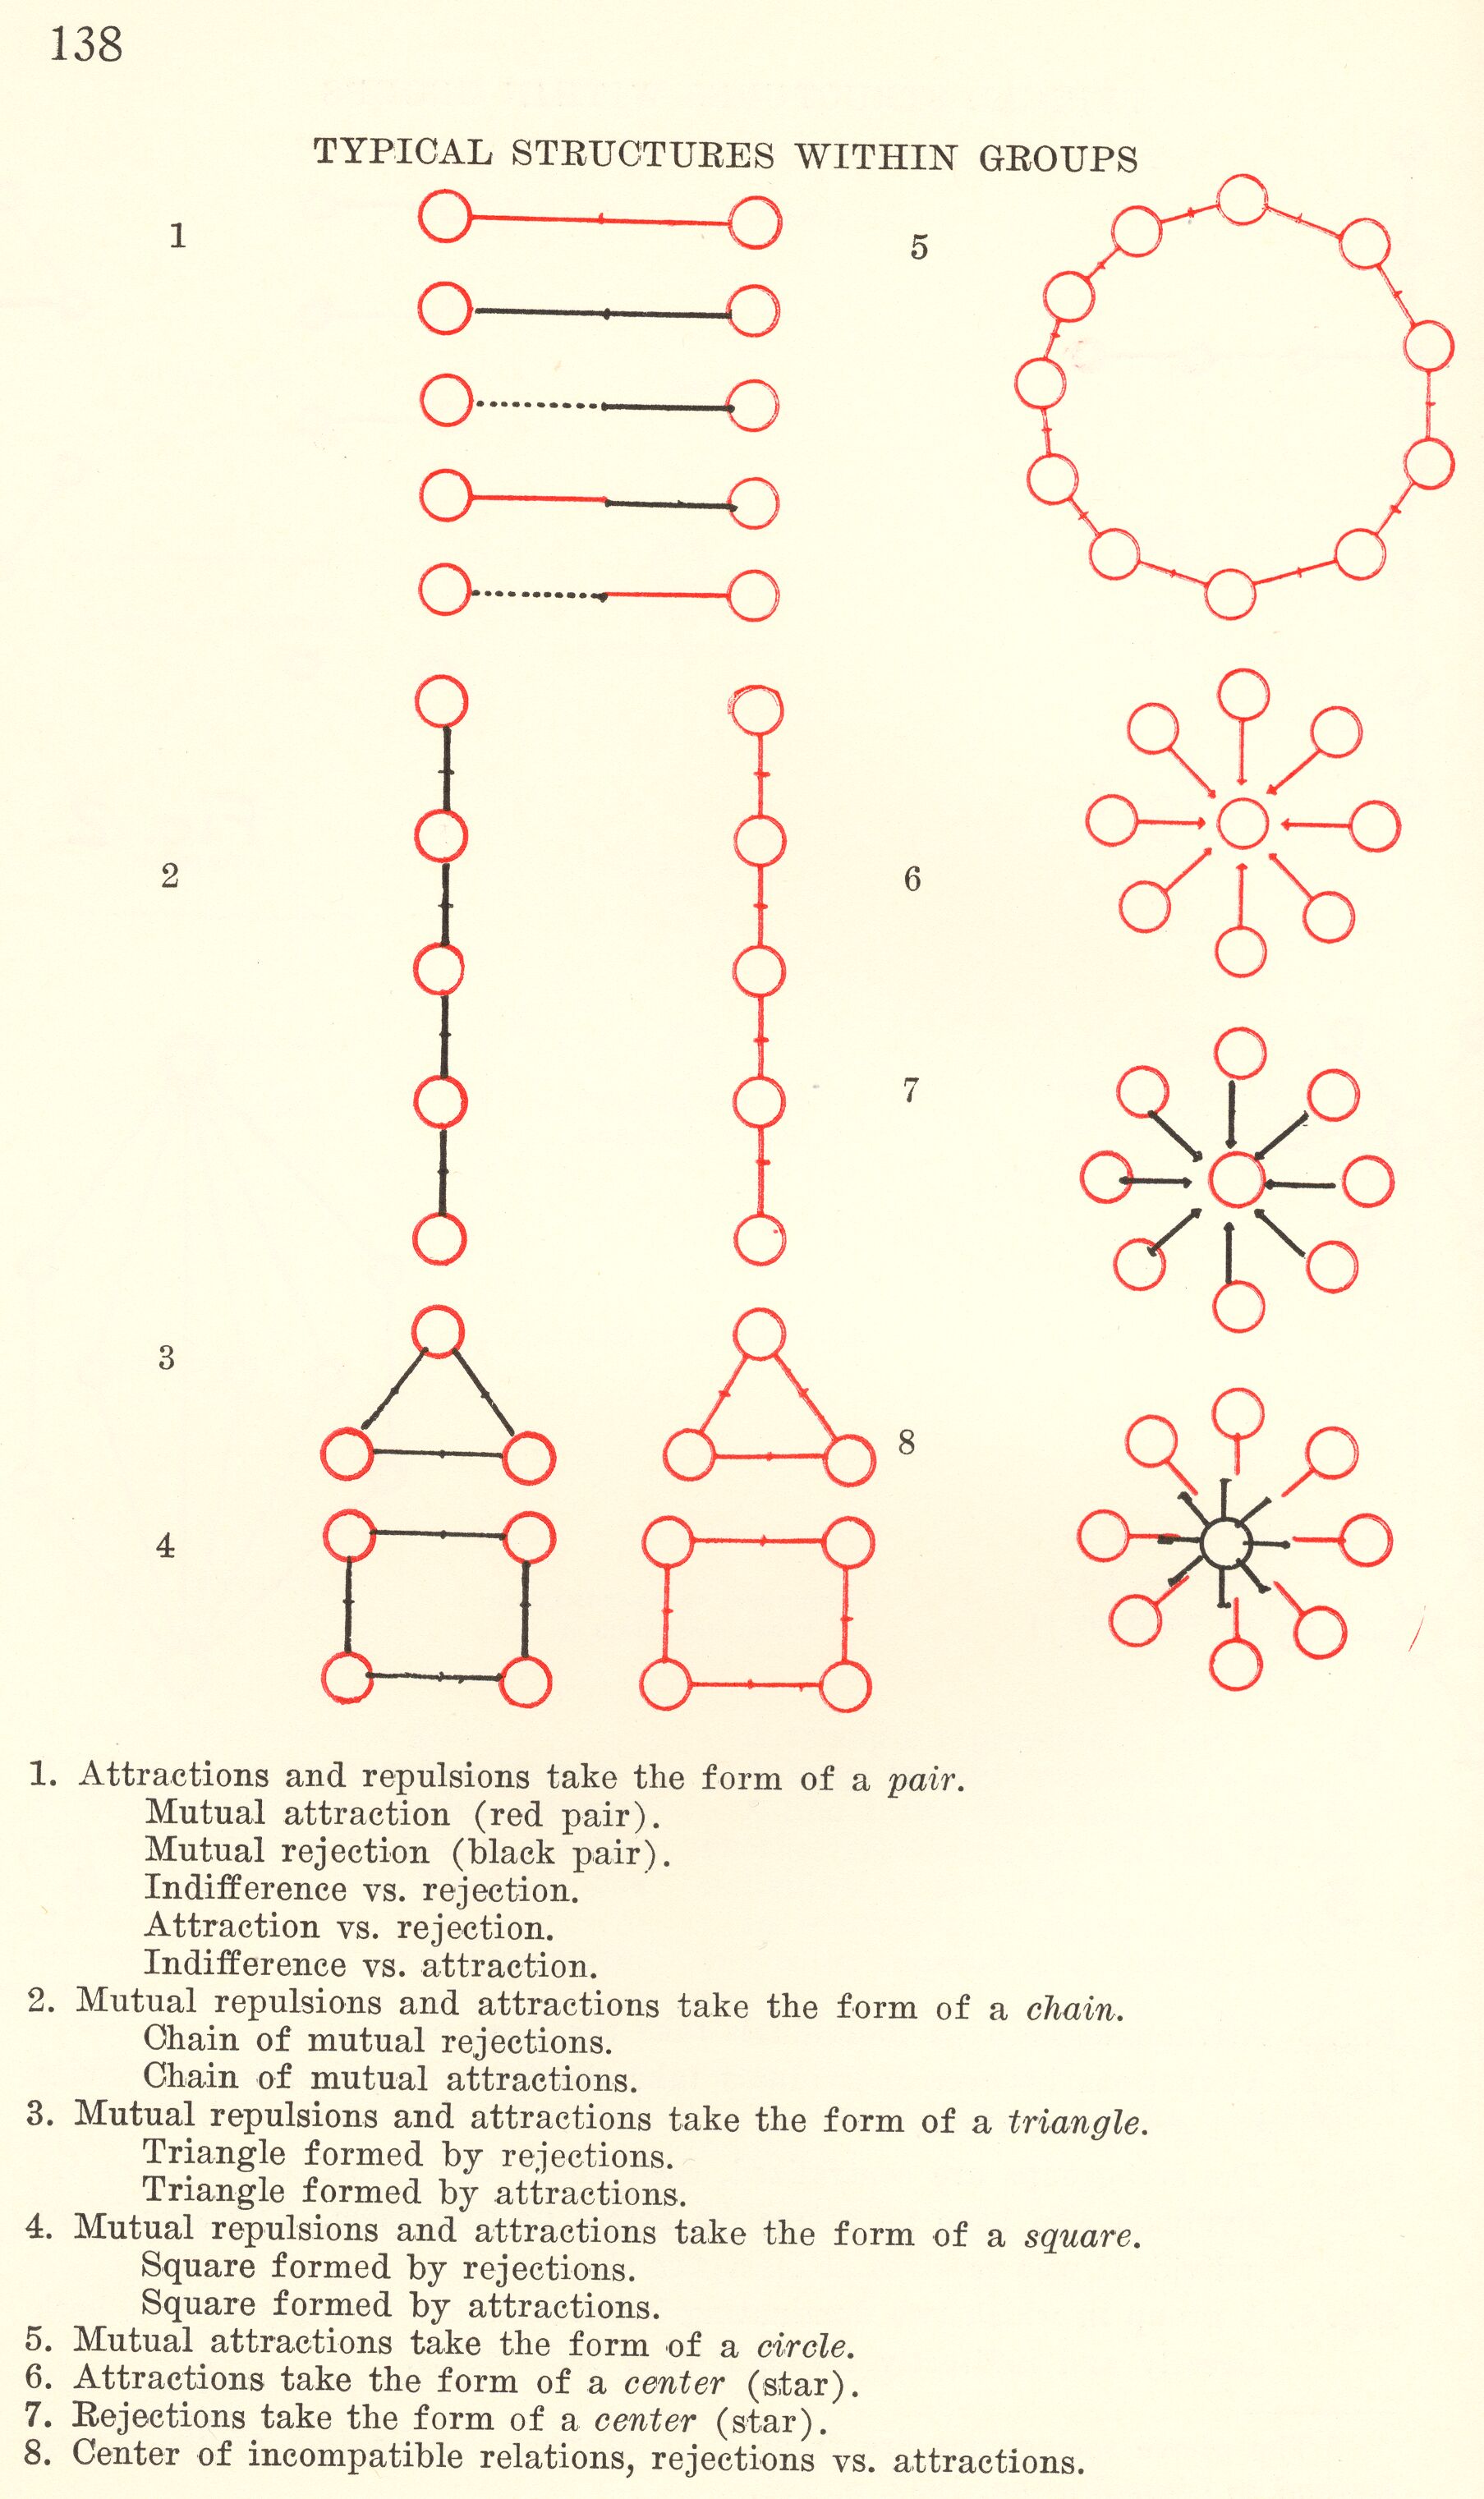 138
TYPICAL STRUCTURES WITHIN GROUPS
1
5
2
6
7
3
8
4
1. Attractions and repulsions take the form of a pair.
Mutual attraction (red pair).
Mutual rejection (black pair).
Indifference vs. rejection.
Attraction vs. rejection.
Indifference vs. attraction.
2. Mutual repulsions and attractions take the form of a chain.
Chain of mutual rejections.
Chain of mutual attractions.
3. Mutual repulsions and attractions take the form of a triangle.
Triangle formed by rejections.
Triangle formed by attractions.
4. Mutual repulsions and attractions take the form of a square.
Square formed by rejections.
Square formed by attractions.
5. Mutual attractions take the form of a circle.
6. Attractions take the form of a center (star).
7. Rejections take the form of a center (star).
8. Center of incompatible relations, rejections vs. attractions.